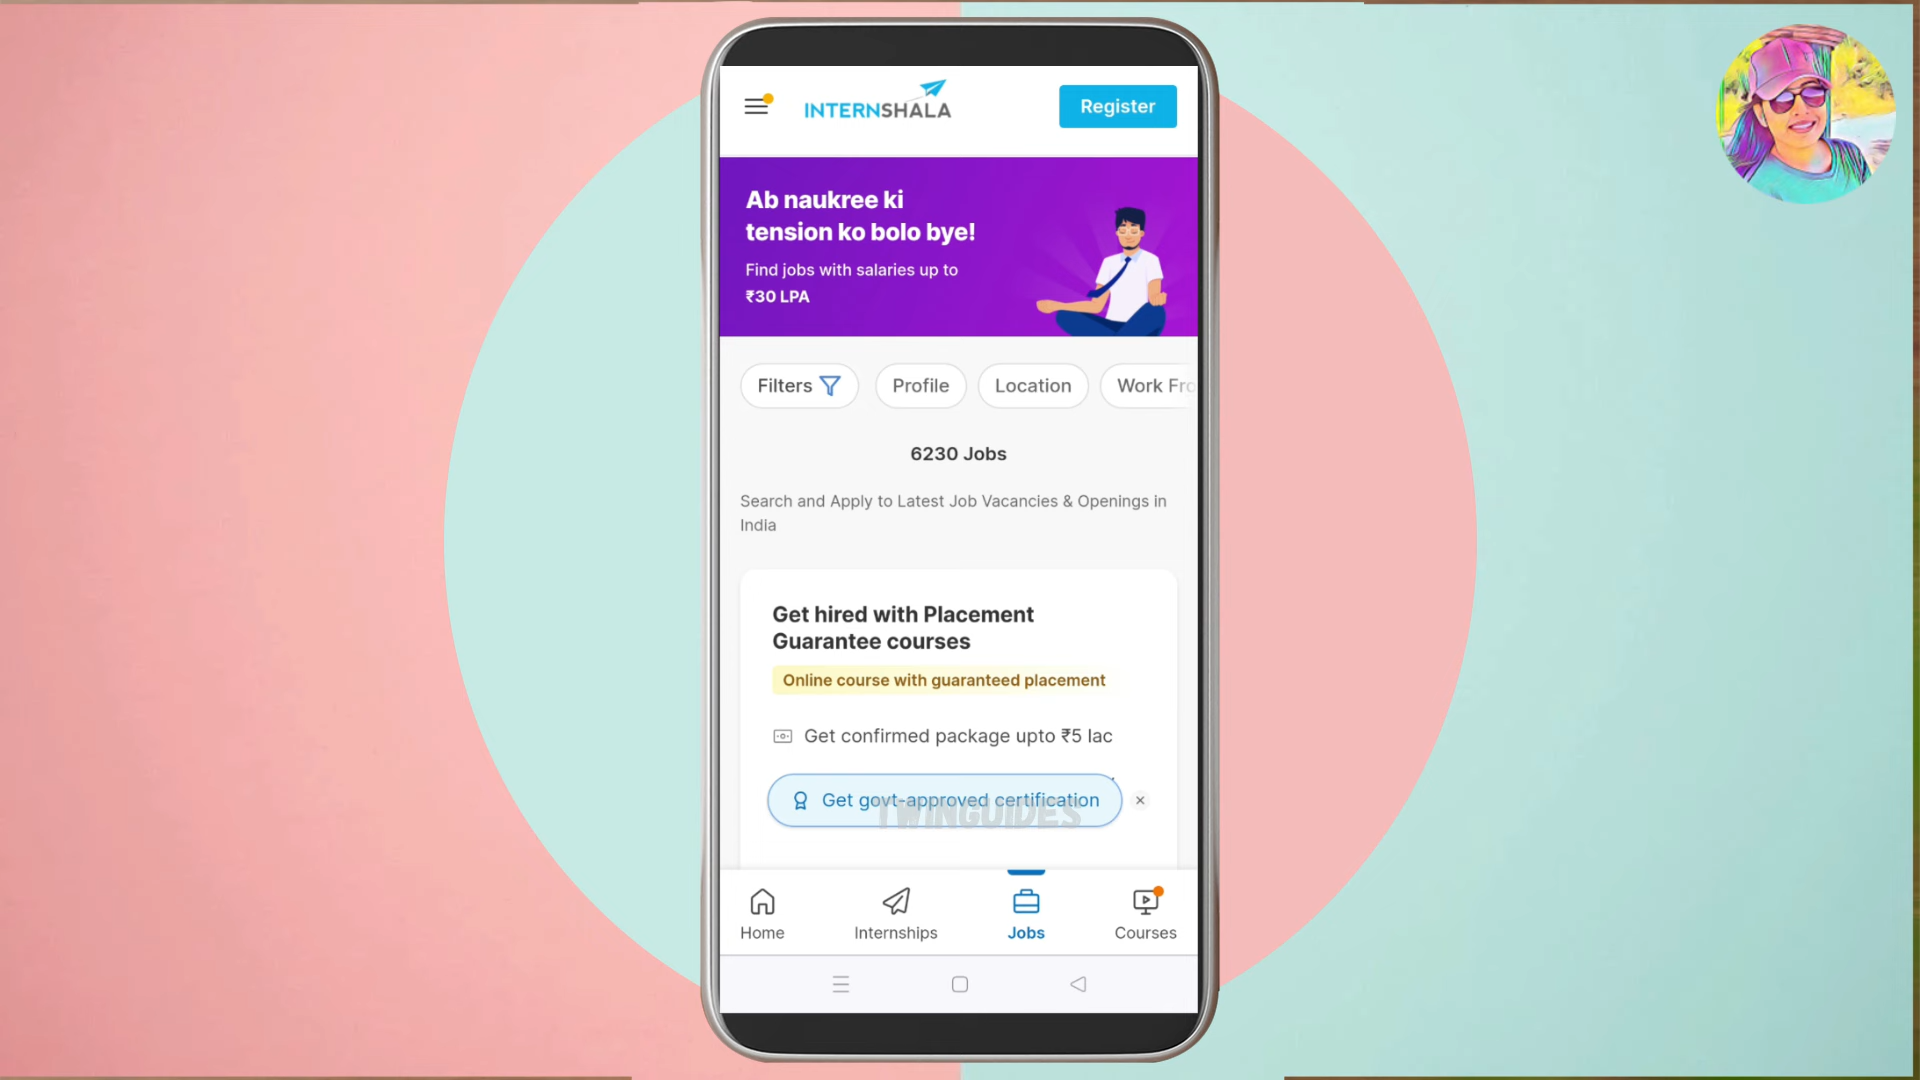 INTERNSHALA
Register
Ab naukree ki
tension ko bolo bye!
Find jobs with salaries up to
₹30 LPA
Filters
Profile
Location
Work Fro
6230 Jobs
Search and Apply to Latest Job Vacancies & Openings in
India
Get hired with Placement
Guarantee courses
Online course with guaranteed placement
Get confirmed package upto ₹5 lac
Get govt-approved certification
TWINGUIDES
Home
Internships
Jobs
Courses